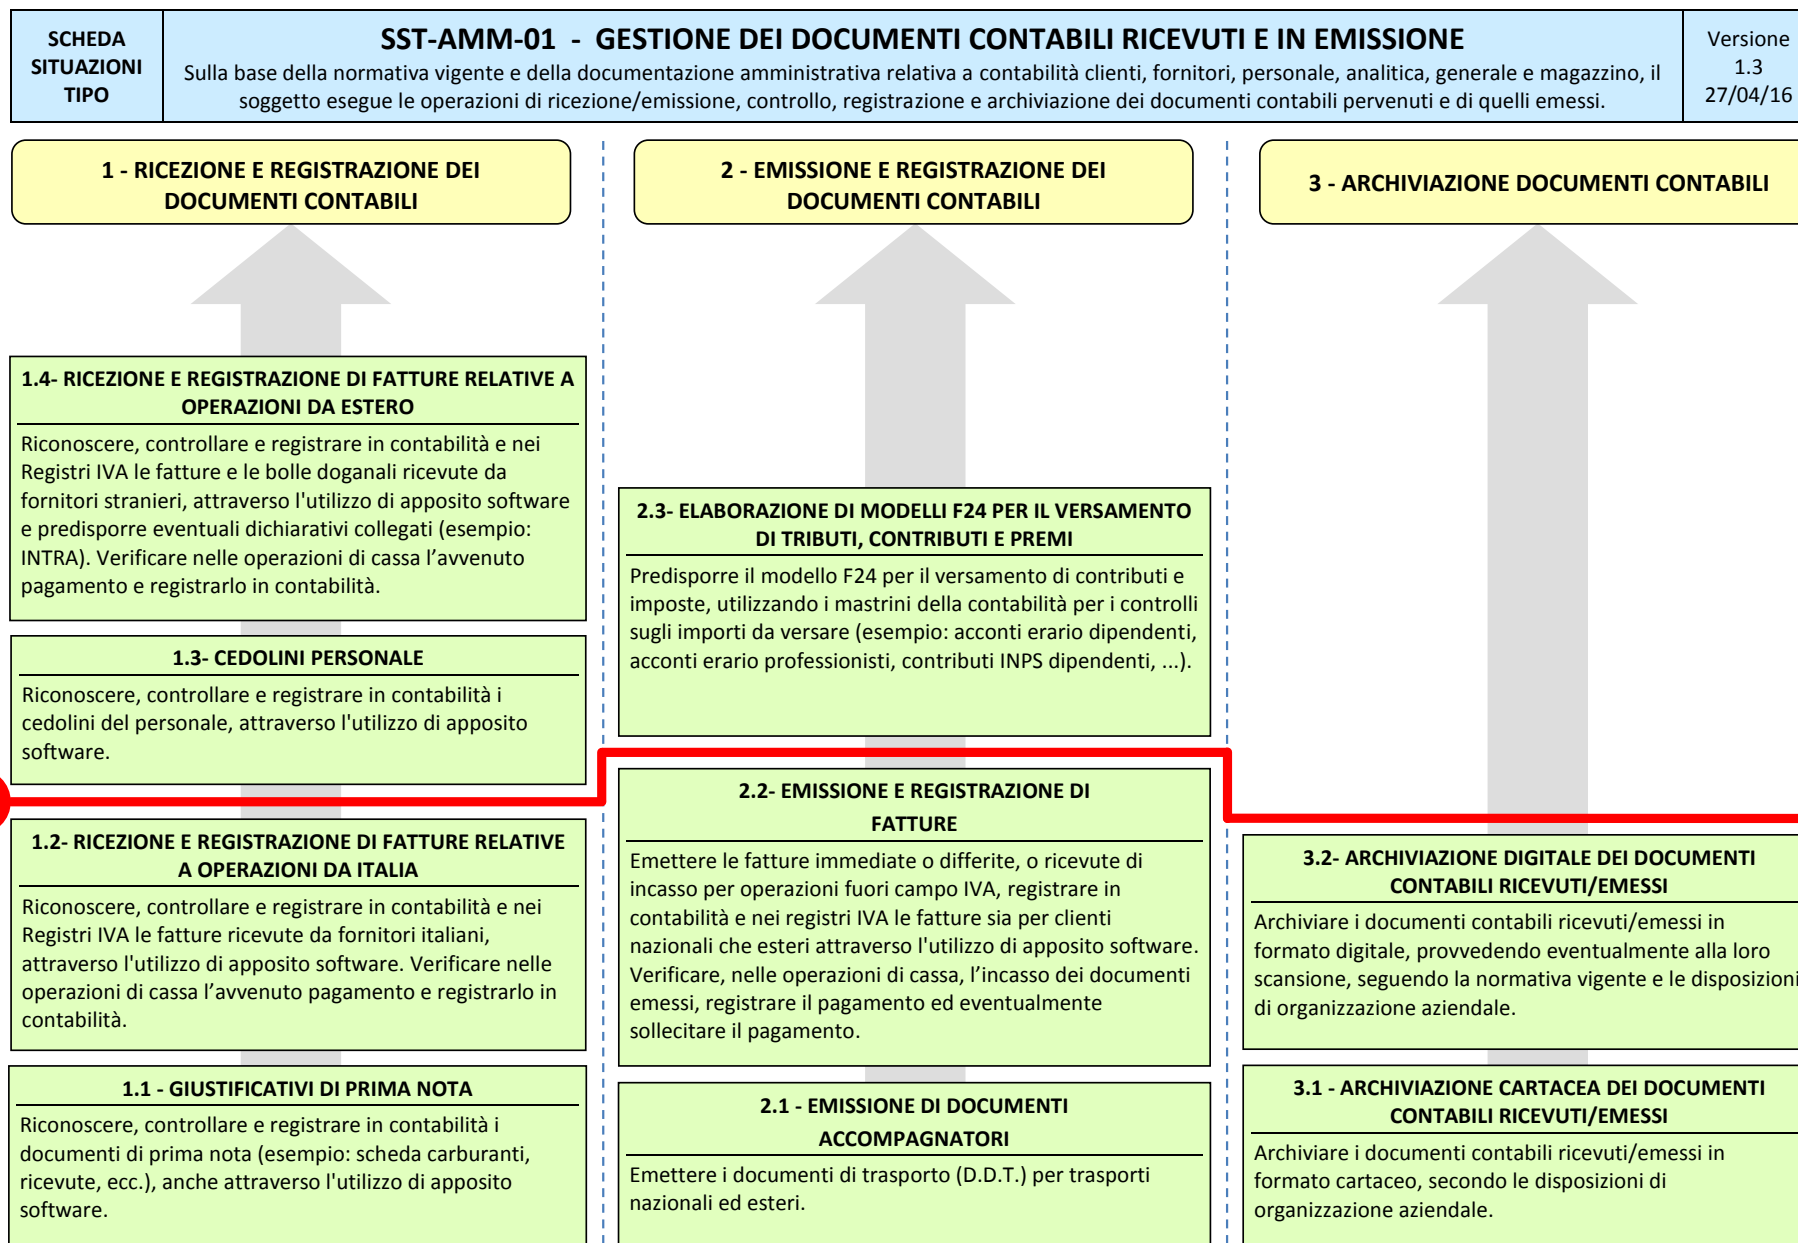 SCHEDA
SITUAZIONI
TIPO
SST-AMM-01 - GESTIONE DEI DOCUMENTI CONTABILI RICEVUTI E IN EMISSIONE
Sulla base della normativa vigente e della documentazione amministrativa relativa a contabilità clienti, fornitori, personale, analitica, generale e magazzino, il
soggetto esegue le operazioni di ricezione/emissione, controllo, registrazione e archiviazione dei documenti contabili pervenuti e di quelli emessi.
Versione
1.3
27/04/16
1 - RICEZIONE E REGISTRAZIONE DEI
DOCUMENTI CONTABILI
1.4- RICEZIONE E REGISTRAZIONE DI FATTURE RELATIVE A
OPERAZIONI DA ESTERO
Riconoscere, controllare e registrare in contabilità e nei
Registri IVA le fatture e le bolle doganali ricevute da
fornitori stranieri, attraverso l'utilizzo di apposito software
e predisporre eventuali dichiarativi collegati (esempio:
INTRA). Verificare nelle operazioni di cassa l’avvenuto
pagamento e registrarlo in contabilità.
1.3- CEDOLINI PERSONALE
Riconoscere, controllare e registrare in contabilità i
cedolini del personale, attraverso l'utilizzo di apposito
software.
1.2- RICEZIONE E REGISTRAZIONE DI FATTURE RELATIVE
A OPERAZIONI DA ITALIA
Riconoscere, controllare e registrare in contabilità e nei
Registri IVA le fatture ricevute da fornitori italiani,
attraverso l'utilizzo di apposito software. Verificare nelle
operazioni di cassa l’avvenuto pagamento e registrarlo in
contabilità.
1.1 - GIUSTIFICATIVI DI PRIMA NOTA
Riconoscere, controllare e registrare in contabilità i
documenti di prima nota (esempio: scheda carburanti,
ricevute, ecc.), anche attraverso l'utilizzo di apposito
software.
2 - EMISSIONE E REGISTRAZIONE DEI
DOCUMENTI CONTABILI
2.3- ELABORAZIONE DI MODELLI F24 PER IL VERSAMENTO
DI TRIBUTI, CONTRIBUTI E PREMI
Predisporre il modello F24 per il versamento di contributi e
imposte, utilizzando i mastrini della contabilità per i controlli
sugli importi da versare (esempio: acconti erario dipendenti,
acconti erario professionisti, contributi INPS dipendenti, ...).
2.2- EMISSIONE E REGISTRAZIONE DI
FATTURE
Emettere le fatture immediate o differite, o ricevute di
incasso per operazioni fuori campo IVA, registrare in
contabilità e nei registri IVA le fatture sia per clienti
nazionali che esteri attraverso l'utilizzo di apposito software.
Verificare, nelle operazioni di cassa, l’incasso dei documenti
emessi, registrare il pagamento ed eventualmente
sollecitare il pagamento.
2.1 - EMISSIONE DI DOCUMENTI
ACCOMPAGNATORI
Emettere i documenti di trasporto (D.D.T.) per trasporti
nazionali ed esteri.
3 - ARCHIVIAZIONE DOCUMENTI CONTABILI
3.2- ARCHIVIAZIONE DIGITALE DEI DOCUMENTI
CONTABILI RICEVUTI/EMESSI
Archiviare i documenti contabili ricevuti/emessi in
formato digitale, provvedendo eventualmente alla loro
scansione, seguendo la normativa vigente e le disposizioni
di organizzazione aziendale.
3.1 - ARCHIVIAZIONE CARTACEA DEI DOCUMENTI
CONTABILI RICEVUTI/EMESSI
Archiviare i documenti contabili ricevuti/emessi in
formato cartaceo, secondo le disposizioni di
organizzazione aziendale.